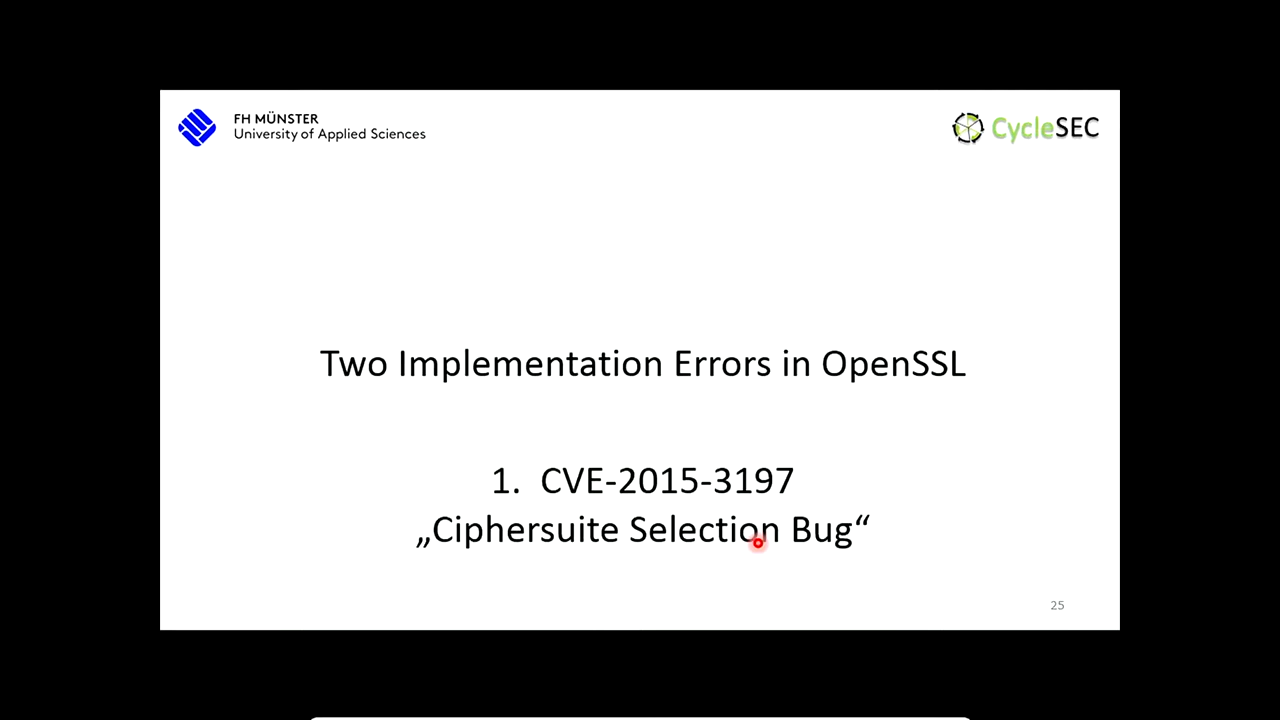 FH MÜNSTER
University of Applied Sciences
CycleSEC
Two Implementation Errors in OpenSSL
1. CVE-2015-3197
„Ciphersuite Selection Bug“
25